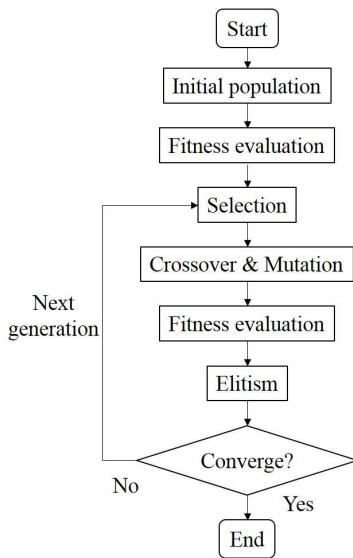 Start
Initial population
Fitness evaluation
Selection
Crossover & Mutation
Next
generation
Fitness evaluation
Elitism
Converge?
No
Yes
End